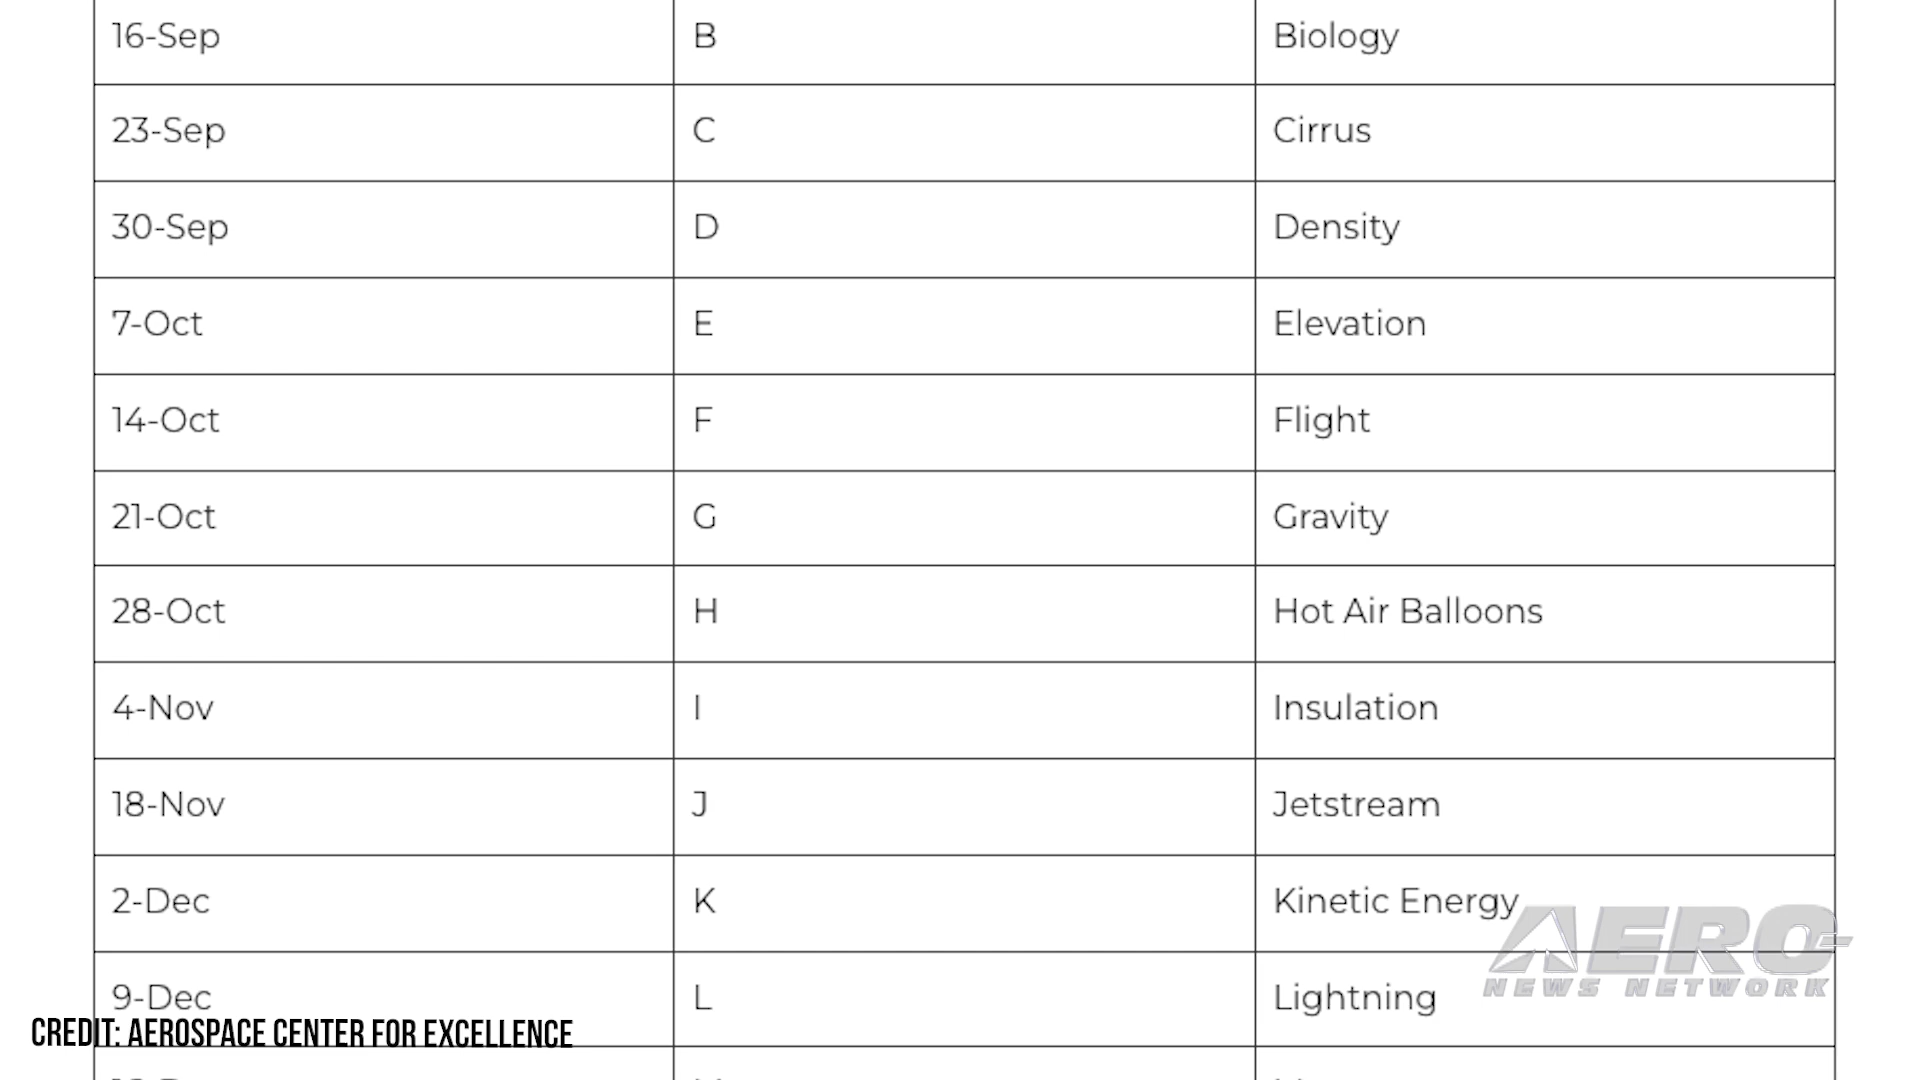 16-Sep B Biology
23-Sep C Cirrus
30-Sep D Density
7-Oct E Elevation
14-Oct F Flight
21-Oct G Gravity
28-Oct H Hot Air Balloons
4-Nov I Insulation
18-Nov J Jetstream
2-Dec K Kinetic Energy
9-Dec L Lightning
AERO-
NEWS NETWORK
CREDIT: AEROSPACE CENTER FOR EXCELLENCE